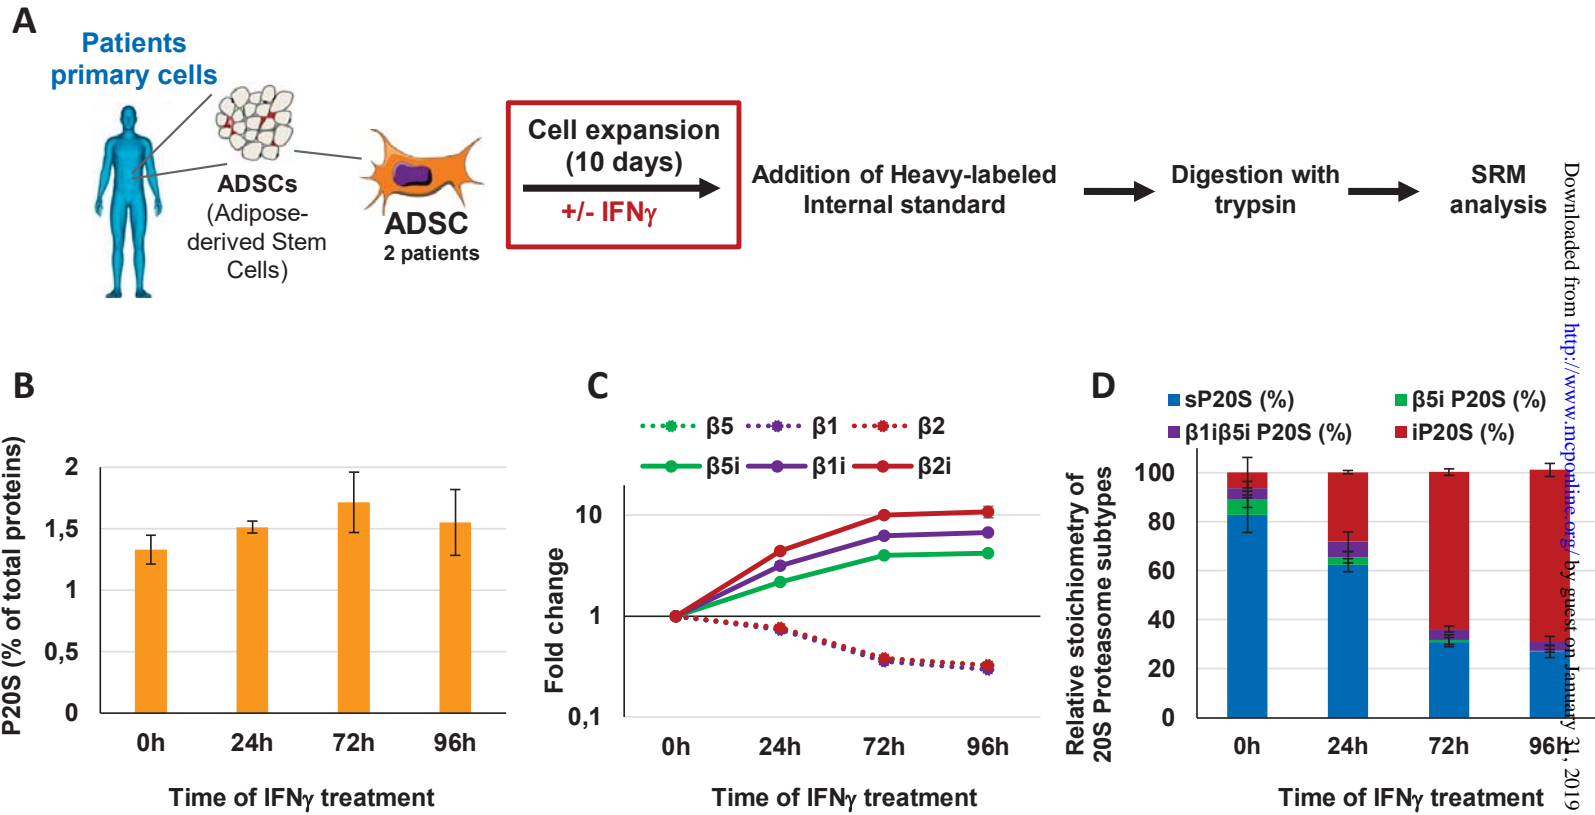 A
Patients
primary cells
ADSCs
(Adipose-
derived Stem
Cells)
ADSC
2 patients
Cell expansion
(10 days)
+/- IFNγ
Addition of Heavy-labeled
Internal standard
Digestion with
trypsin
SRM
analysis
B
P20S (% of total proteins)
2
1,5
1
0,5
0
0h 24h 72h 96h
Time of IFNγ treatment
C
β5 β1 β2
β5i β1i β2i
Fold change
10
1
0,1
0h 24h 72h 96h
Time of IFNγ treatment
D
sP20S (%) β5i P20S (%)
β1iβ5i P20S (%) iP20S (%)
Relative stoichiometry of
20S Proteasome subtypes
100
80
60
40
20
0
0h 24h 72h 96h
Time of IFNγ treatment
Downloaded from http://www.mcponline.org/ by guest on January 31, 2019